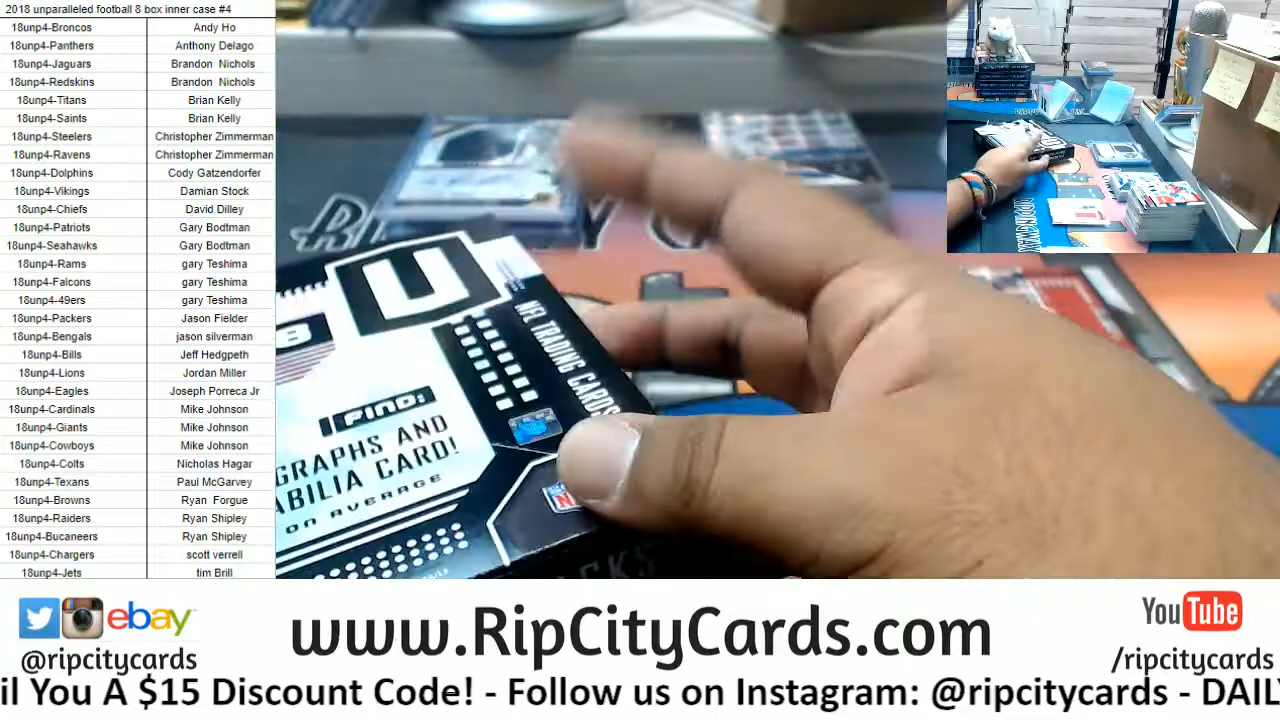 2018 unparalleled football 8 box inner case #4
18unp4-Broncos Andy Ho
18unp4-Panthers Anthony Delago
18unp4-Jaguars Brandon Nichols
18unp4-Redskins Brandon Nichols
18unp4-Titans Brian Kelly
18unp4-Saints Brian Kelly
18unp4-Steelers Christopher Zimmerman
18unp4-Ravens Christopher Zimmerman
18unp4-Dolphins Cody Gatzendorfer
18unp4-Vikings Damian Stock
18unp4-Chiefs David Dilley
18unp4-Patriots Gary Bodtman
18unp4-Seahawks Gary Bodtman
18unp4-Rams gary Teshima
18unp4-Falcons gary Teshima
18unp4-49ers gary Teshima
18unp4-Packers Jason Fielder
18unp4-Bengals jason silverman
18unp4-Bills Jeff Hedgpeth
18unp4-Lions Jordan Miller
18unp4-Eagles Joseph Porreca Jr
18unp4-Cardinals Mike Johnson
18unp4-Giants Mike Johnson
18unp4-Cowboys Mike Johnson
18unp4-Colts Nicholas Hagar
18unp4-Texans Paul McGarvey
18unp4-Browns Ryan Forgue
18unp4-Raiders Ryan Shipley
18unp4-Bucaneers Ryan Shipley
18unp4-Chargers scott verrell
18unp4-Jets tim Brill
U
NFL TRADING CARDS
FIND:
GRAPHS AND
ABILIA CARD!
ON AVERAGE
ebay
@ripcitycards
www.RipCityCards.com
YouTube
/ripcitycards
il You A $15 Discount Code! - Follow us on Instagram: @ripcitycards - DAILY